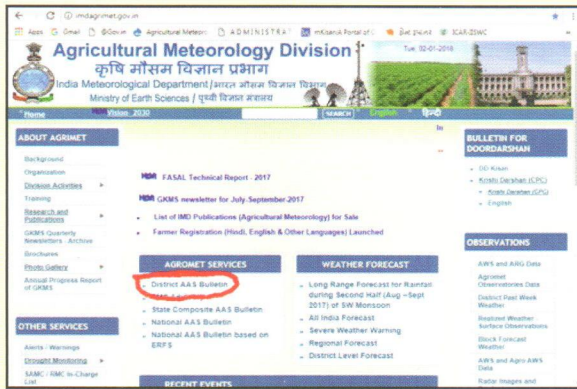 imdagrimet.gov.in
Apps
Gmail
@Gov.in
Agricultural Meteor
ADMINISTRAT
mKisan
Portal of
ICAR-ZSWC
Agricultural Meteorology Division
कृषि मौसम विज्ञान प्रभाग
India Meteorological Department/भारत मौसम विज्ञान विभाग
Ministry of Earth Sciences / पृथ्वी विज्ञान मंत्रालय
Tue, 02-01-2018
Home
Vision 2030
SEARCH
English
हिन्दी
ABOUT AGRIMET
Background
Organization
Division Activities
Training
Research and
Publications
GKMS Quarterly
Newsletters - Archive
Brochures
Photo Gallery
Annual Progress Report
of GKMS
OTHER SERVICES
Alerts / Warnings
Drought Monitoring
SAMC / RMC In-Charge
List
FASAL Technical Report - 2017
GKMS newsletter for July-September-2017
List of IMD Publications (Agricultural Meteorology) for Sale
Farmer Registration (Hindi, English & Other Languages) Launched
AGROMET SERVICES
District AAS Bulletin
State Composite AAS Bulletin
National AAS Bulletin
National AAS Bulletin based on
ERFS
WEATHER FORECAST
Long Range Forecast for Rainfall
during Second Half (Aug -Sept
2017) of SW Monsoon
All India Forecast
Severe Weather Warning
Regional Forecast
District Level Forecast
RECENT EVENTS
BULLETIN FOR
DOORDARSHAN
DD Kisan
Krishi Darshan (CPC)
Krishi Darshan (CPC)
English
OBSERVATIONS
AWS and ARG Data
Agromet
Observatories Data
District Past Week
Weather
Realized Weather
Surface Observations
Block Forecast
Weather
AWS and Agro AWS
Data
Radar Images and